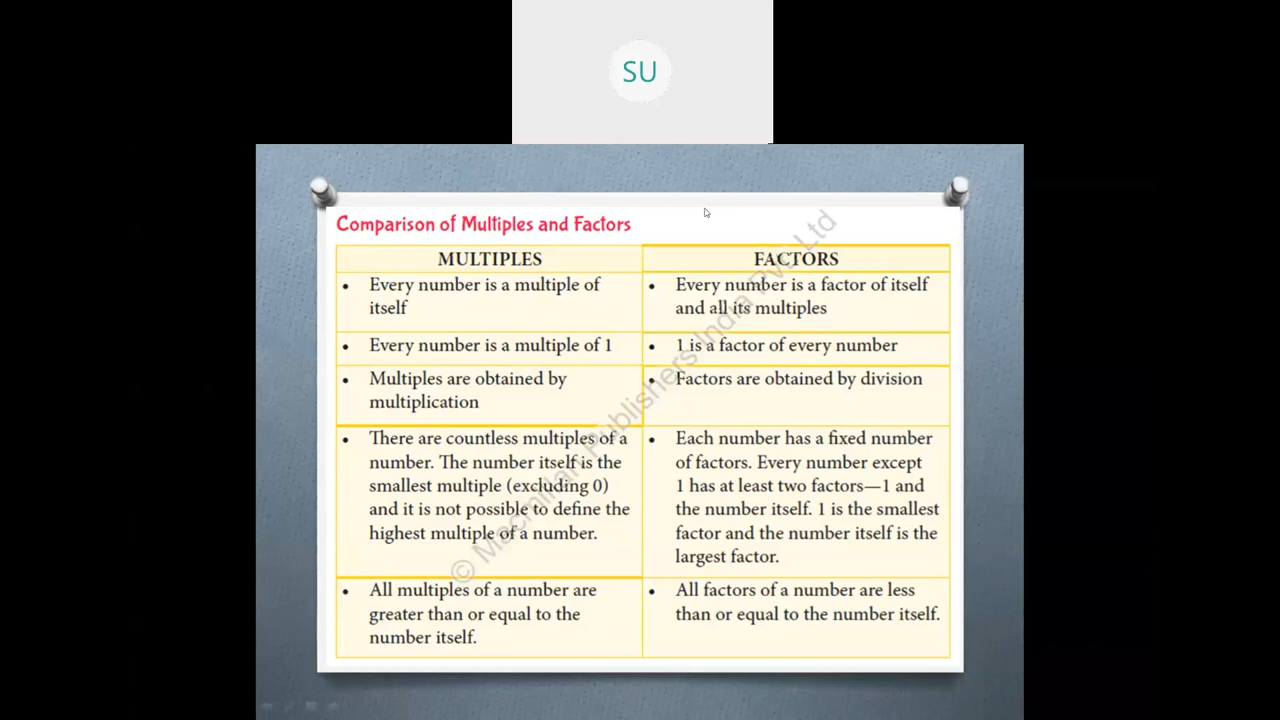 SU
Comparison of Multiples and Factors
MULTIPLES
FACTORS
• Every number is a multiple of
itself
• Every number is a factor of itself
and all its multiples
• Every number is a multiple of 1
• 1 is a factor of every number
• Multiples are obtained by
multiplication
• Factors are obtained by division
• There are countless multiples of a
number. The number itself is the
smallest multiple (excluding 0)
and it is not possible to define the
highest multiple of a number.
• Each number has a fixed number
of factors. Every number except
1 has at least two factors—1 and
the number itself. 1 is the smallest
factor and the number itself is the
largest factor.
• All multiples of a number are
greater than or equal to the
number itself.
• All factors of a number are less
than or equal to the number itself.
© Macmillan Publishers India Pvt. Ltd